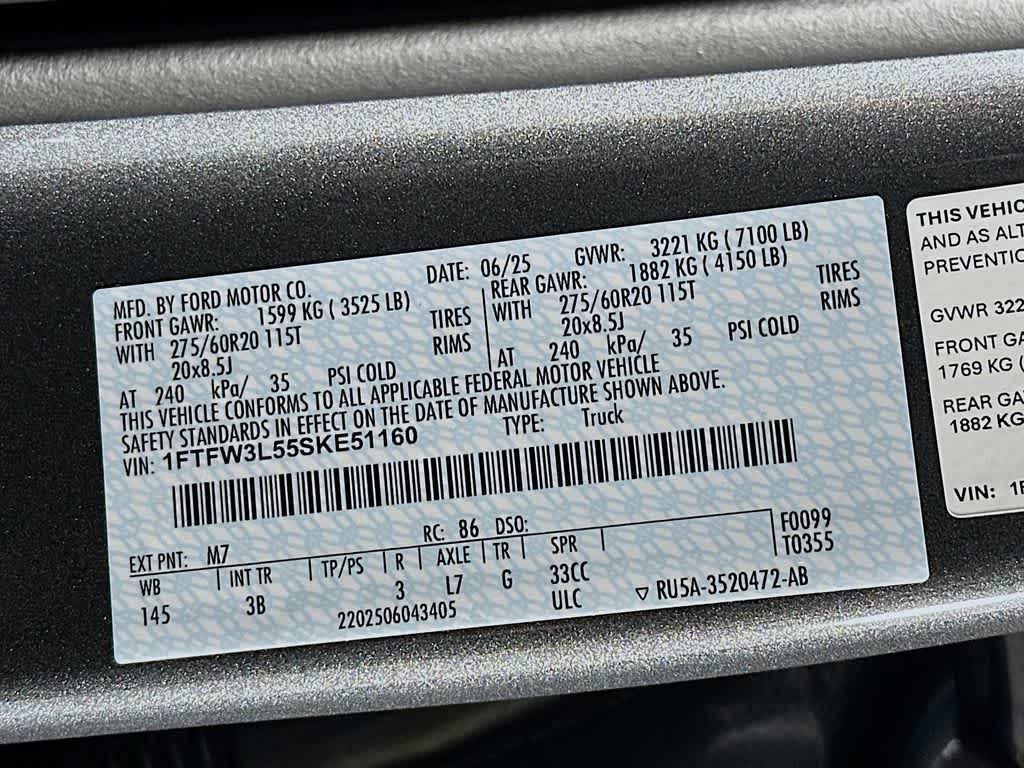 MFD. BY FORD MOTOR CO. DATE: 06/25 GVWR: 3221 KG ( 7100 LB)
FRONT GAWR: 1599 KG ( 3525 LB) REAR GAWR: 1882 KG ( 4150 LB)
WITH 275/60R20 115T TIRES WITH 275/60R20 115T TIRES
20x8.5J RIMS 20x8.5J RIMS
AT 240 kPa/ 35 PSI COLD AT 240 kPa/ 35 PSI COLD
THIS VEHICLE CONFORMS TO ALL APPLICABLE FEDERAL MOTOR VEHICLE
SAFETY STANDARDS IN EFFECT ON THE DATE OF MANUFACTURE SHOWN ABOVE.
VIN: 1FTFW3L55SKE51160 TYPE: Truck
EXT PNT: M7 RC: 86 DSO: F0099
WB INT TR TP/PS R AXLE TR SPR T0355
145 3B 3 L7 G 33CC
2202506043405 ULC ▽ RU5A-3520472-AB
THIS VEHIC
AND AS ALT
PREVENTIO
GVWR 322
FRONT GA
1769 KG (
REAR GA
1882 KG
VIN: 1F